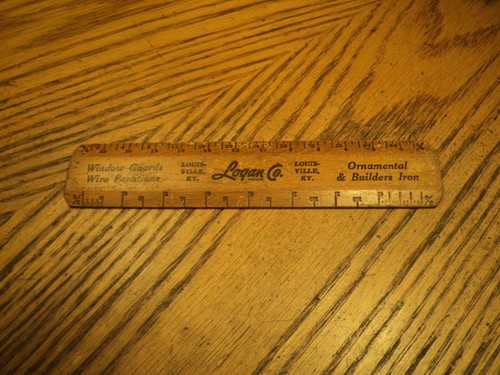 Window Guards
Wire Partitions
LOUIS-
VILLE,
KY.
Logan Co.
LOUIS-
VILLE,
KY.
Ornamental
& Builders Iron